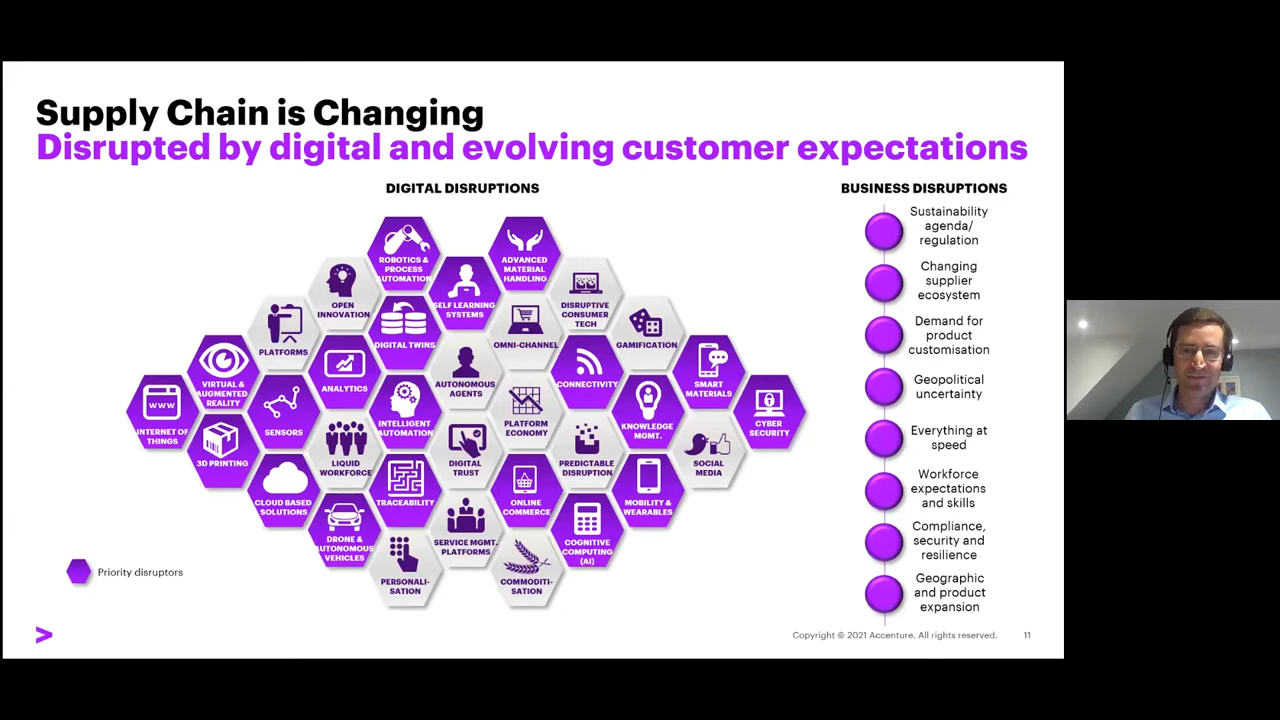 Supply Chain is Changing
Disrupted by digital and evolving customer expectations
DIGITAL DISRUPTIONS
ROBOTICS &
PROCESS
AUTOMATION
ADVANCED
MATERIAL
HANDLING
OPEN
INNOVATION
SELF LEARNING
SYSTEMS
DISRUPTIVE
CONSUMER
TECH
PLATFORMS
DIGITAL TWINS
OMNI-CHANNEL
GAMIFICATION
VIRTUAL &
AUGMENTED
REALITY
ANALYTICS
AUTONOMOUS
AGENTS
CONNECTIVITY
SMART
MATERIALS
WWW
INTERNET OF
THINGS
SENSORS
INTELLIGENT
AUTOMATION
PLATFORM
ECONOMY
KNOWLEDGE
MGMT.
CYBER
SECURITY
3D PRINTING
LIQUID
WORKFORCE
DIGITAL
TRUST
PREDICTABLE
DISRUPTION
SOCIAL
MEDIA
CLOUD BASED
SOLUTIONS
TRACEABILITY
ONLINE
COMMERCE
MOBILITY &
WEARABLES
DRONE &
AUTONOMOUS
VEHICLES
SERVICE MGMT.
PLATFORMS
COGNITIVE
COMPUTING
(AI)
PERSONALI-
SATION
COMMODITI-
SATION
Priority disruptors
BUSINESS DISRUPTIONS
Sustainability
agenda/
regulation
Changing
supplier
ecosystem
Demand for
product
customisation
Geopolitical
uncertainty
Everything at
speed
Workforce
expectations
and skills
Compliance,
security and
resilience
Geographic
and product
expansion
Copyright © 2021 Accenture. All rights reserved.
11